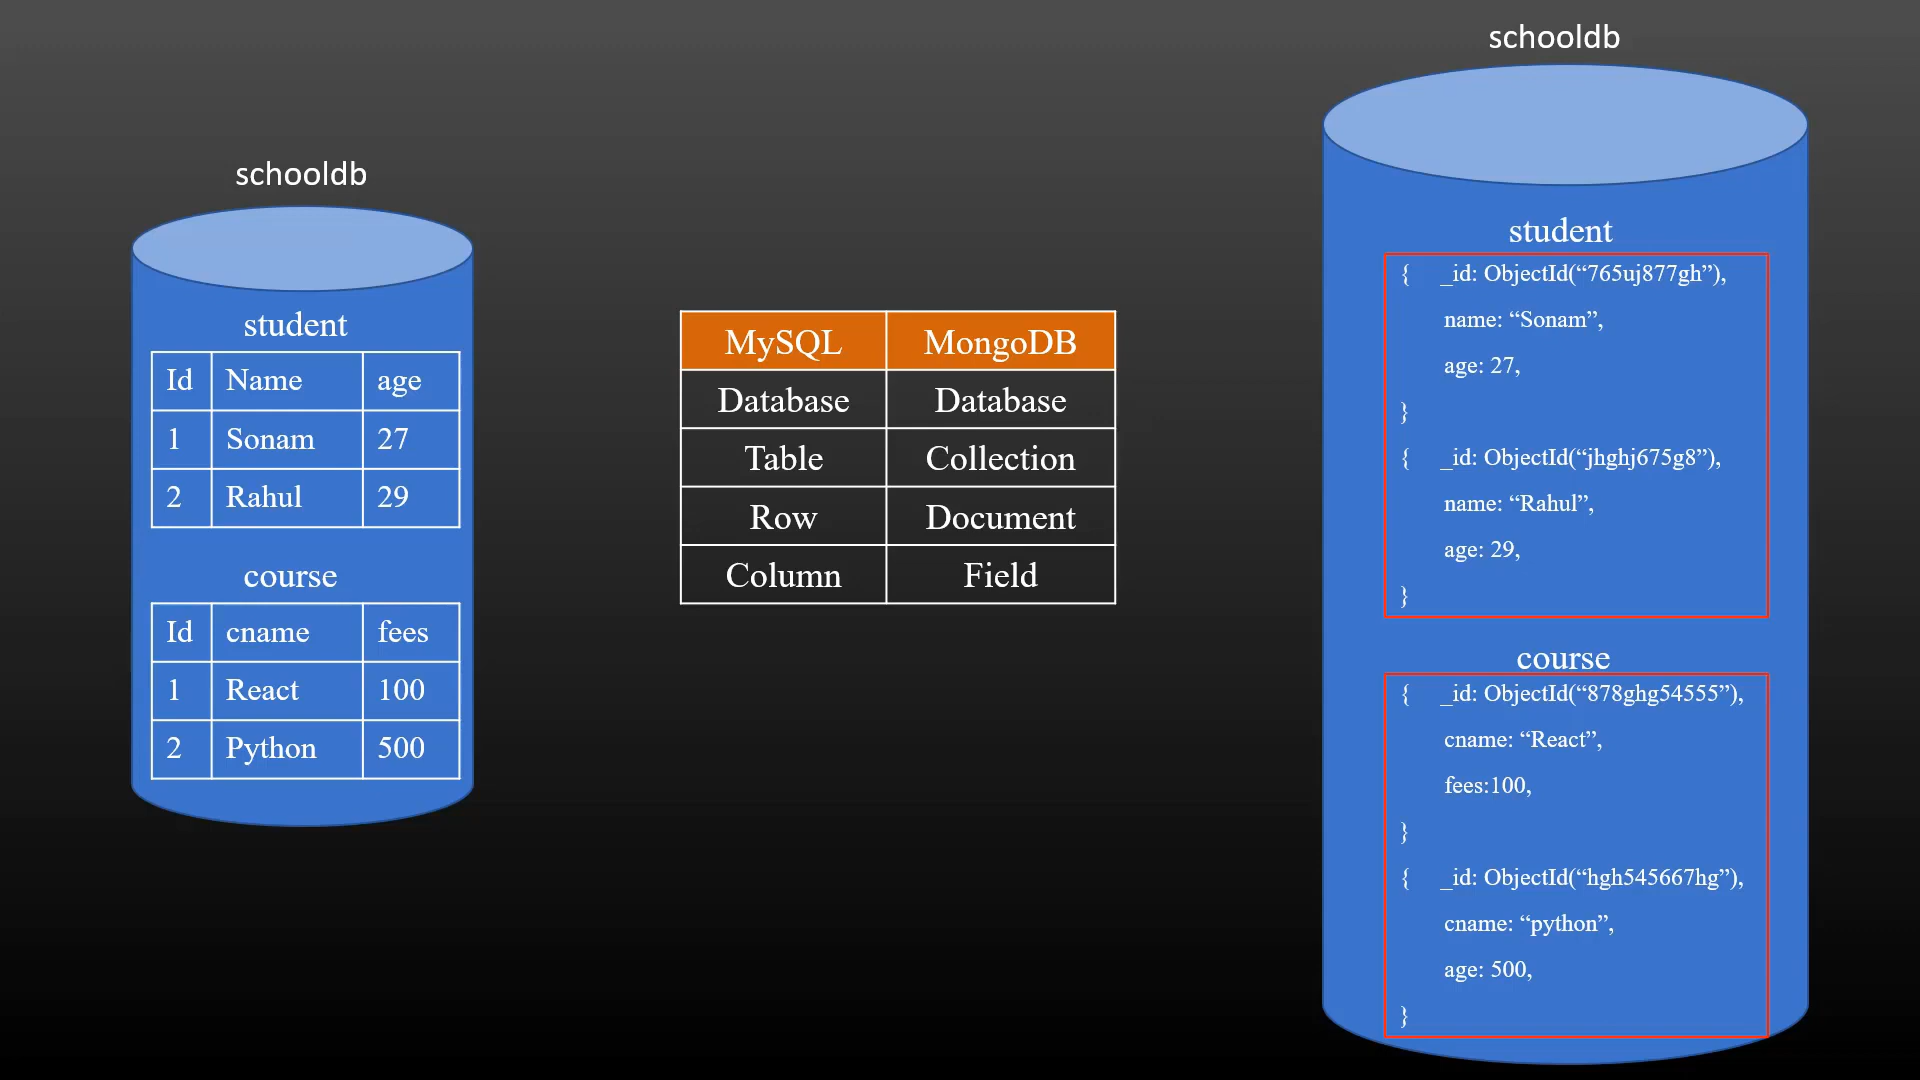 schooldb
student
Id Name age
1 Sonam 27
2 Rahul 29
course
Id cname fees
1 React 100
2 Python 500
MySQL MongoDB
Database Database
Table Collection
Row Document
Column Field
schooldb
student
{ _id: ObjectId(“765uj877gh”),
name: “Sonam”,
age: 27,
}
{ _id: ObjectId(“jhghj675g8”),
name: “Rahul”,
age: 29,
}
course
{ _id: ObjectId(“878ghg54555”),
cname: “React”,
fees:100,
}
{ _id: ObjectId(“hgh545667hg”),
cname: “python”,
age: 500,
}